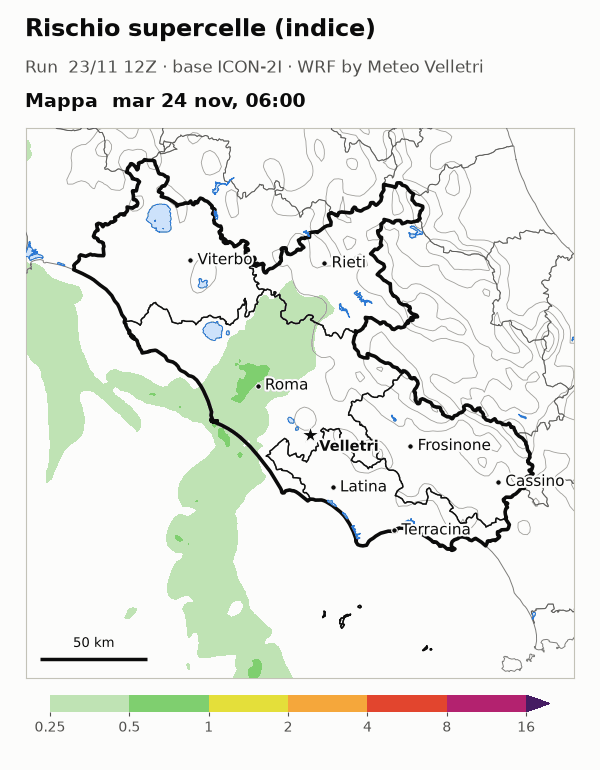 Rischio supercelle (indice)
Run 23/11 12Z · base ICON-2I · WRF by Meteo Velletri
Mappa mar 24 nov, 06:00
Viterbo
Rieti
Roma
Velletri
Frosinone
Cassino
Latina
Terracina
50 km
0.25 0.5 1 2 4 8 16